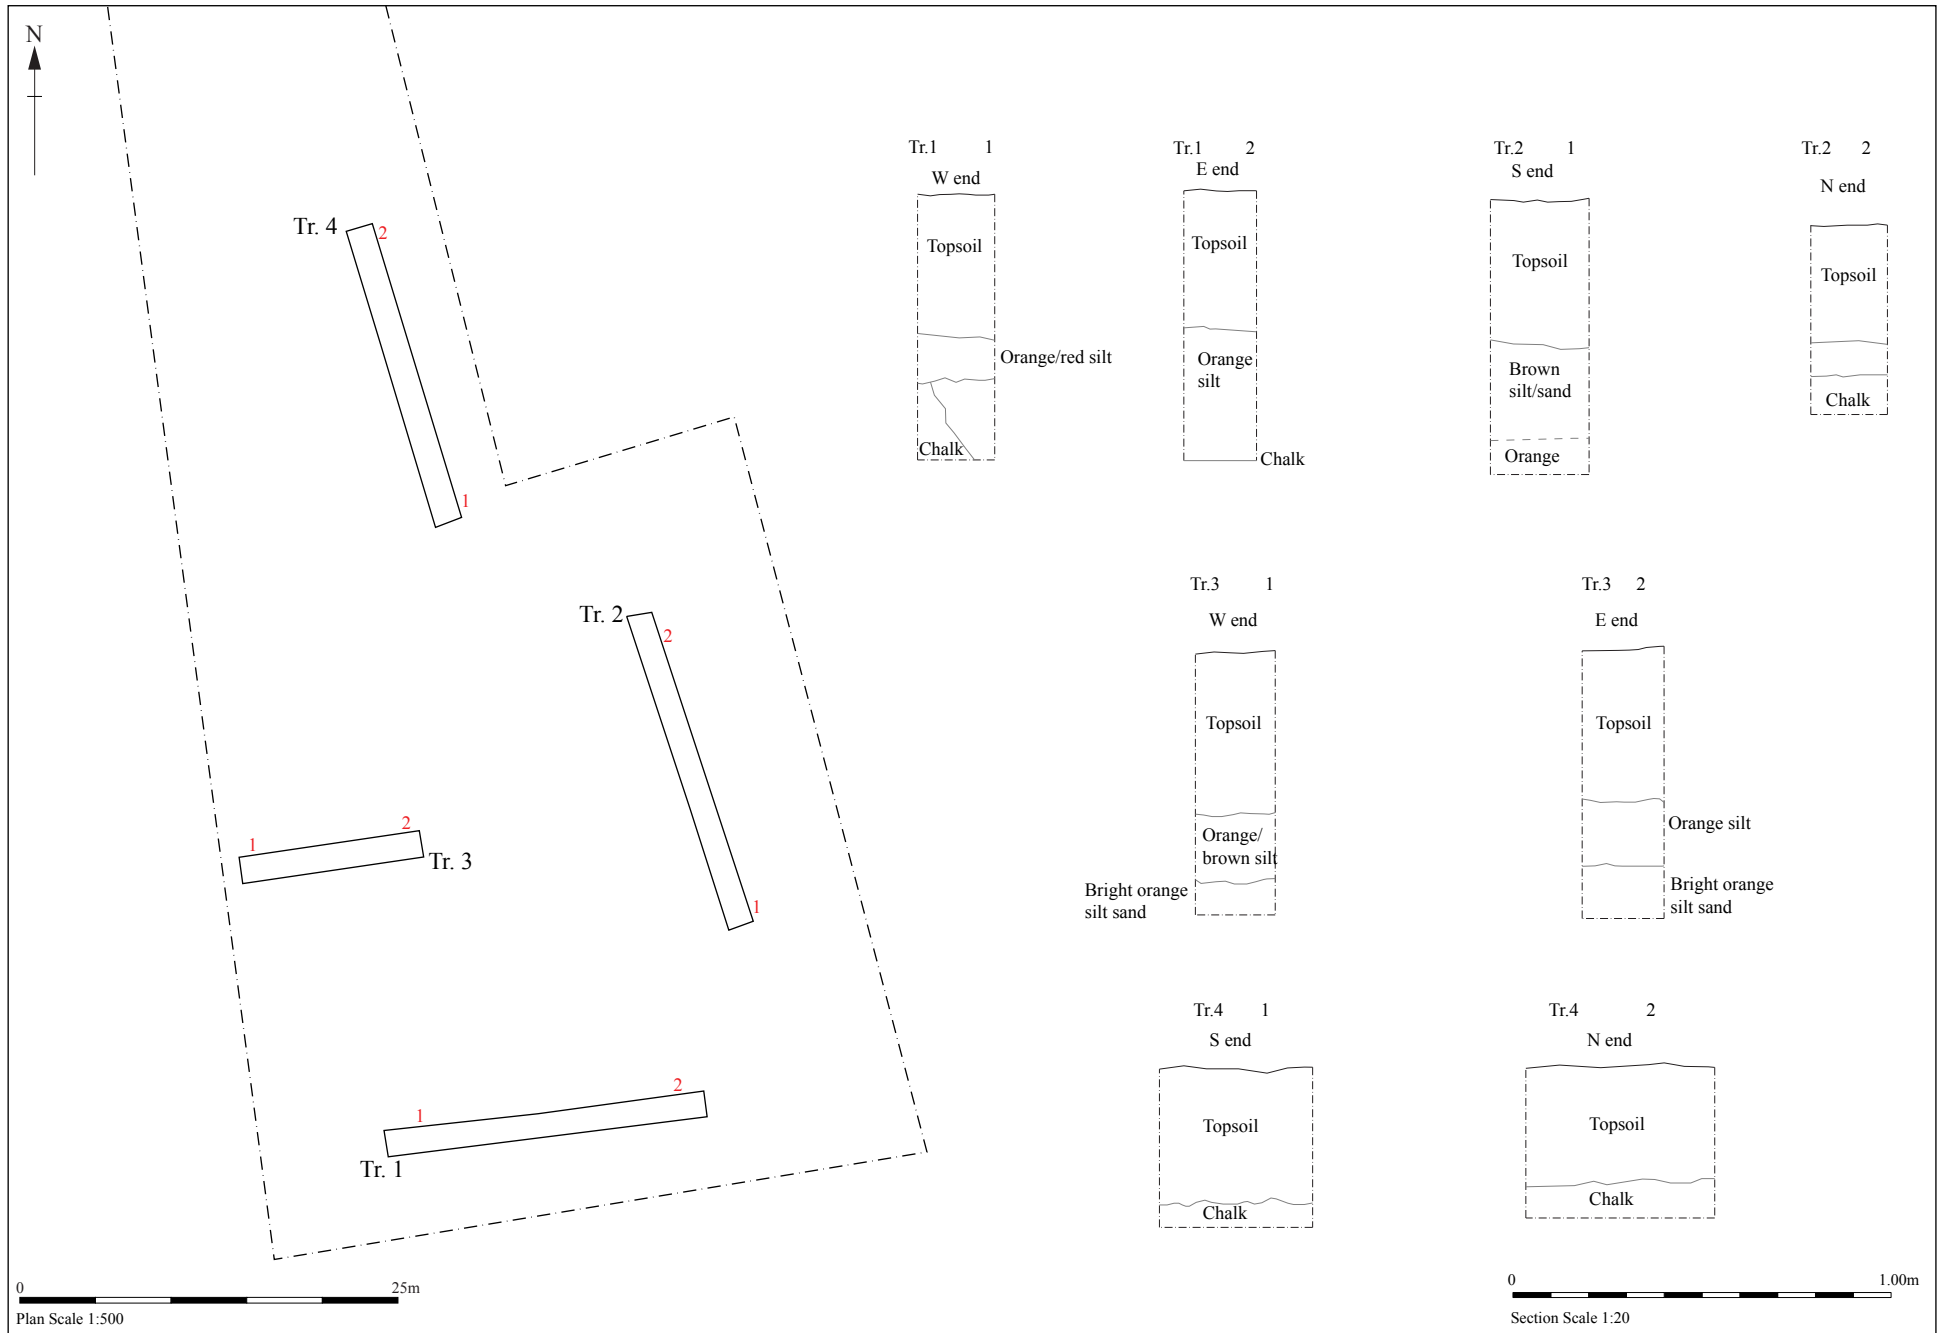 N
Tr. 4
2
1
Tr. 2
2
1
1
2
Tr. 3
1
2
Tr. 1
0
25m
Plan Scale 1:500
Tr.1 1
W end
Topsoil
Orange/red silt
Chalk
Tr.1 2
E end
Topsoil
Orange
silt
Chalk
Tr.2 1
S end
Topsoil
Brown
silt/sand
Orange
Tr.2 2
N end
Topsoil
Chalk
Tr.3 1
W end
Topsoil
Orange/
brown silt
Bright orange
silt sand
Tr.3 2
E end
Topsoil
Orange silt
Bright orange
silt sand
Tr.4 1
S end
Topsoil
Chalk
Tr.4 2
N end
Topsoil
Chalk
0
1.00m
Section Scale 1:20